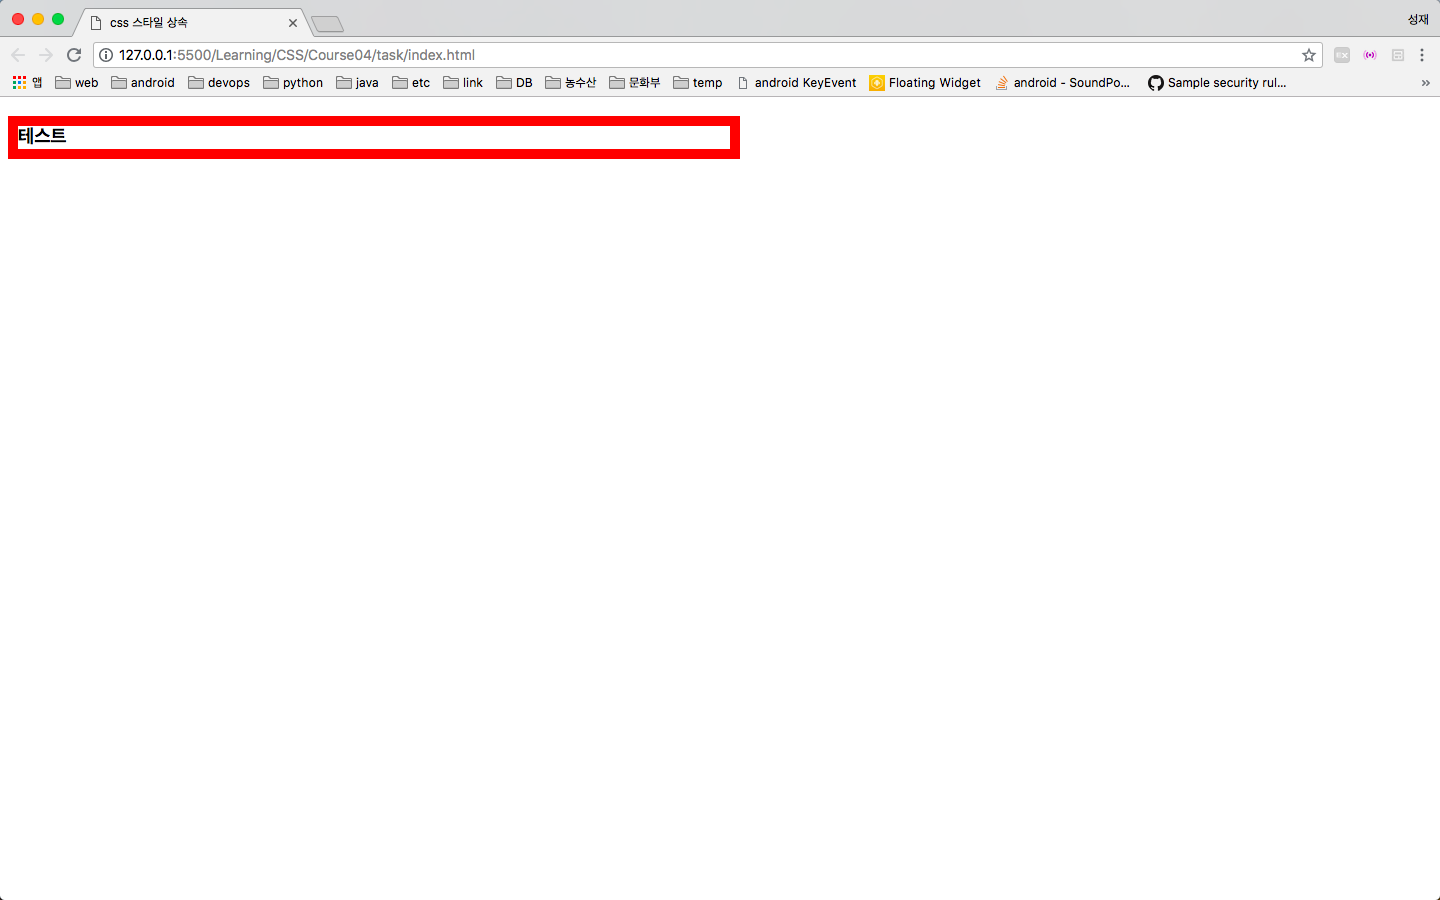 css 스타일 상속
성재
127.0.0.1:5500/Learning/CSS/Course04/task/index.html
앱 web android devops python java etc link DB 농수산 문화부 temp android KeyEvent Floating Widget android - SoundPo... Sample security rul... »
테스트